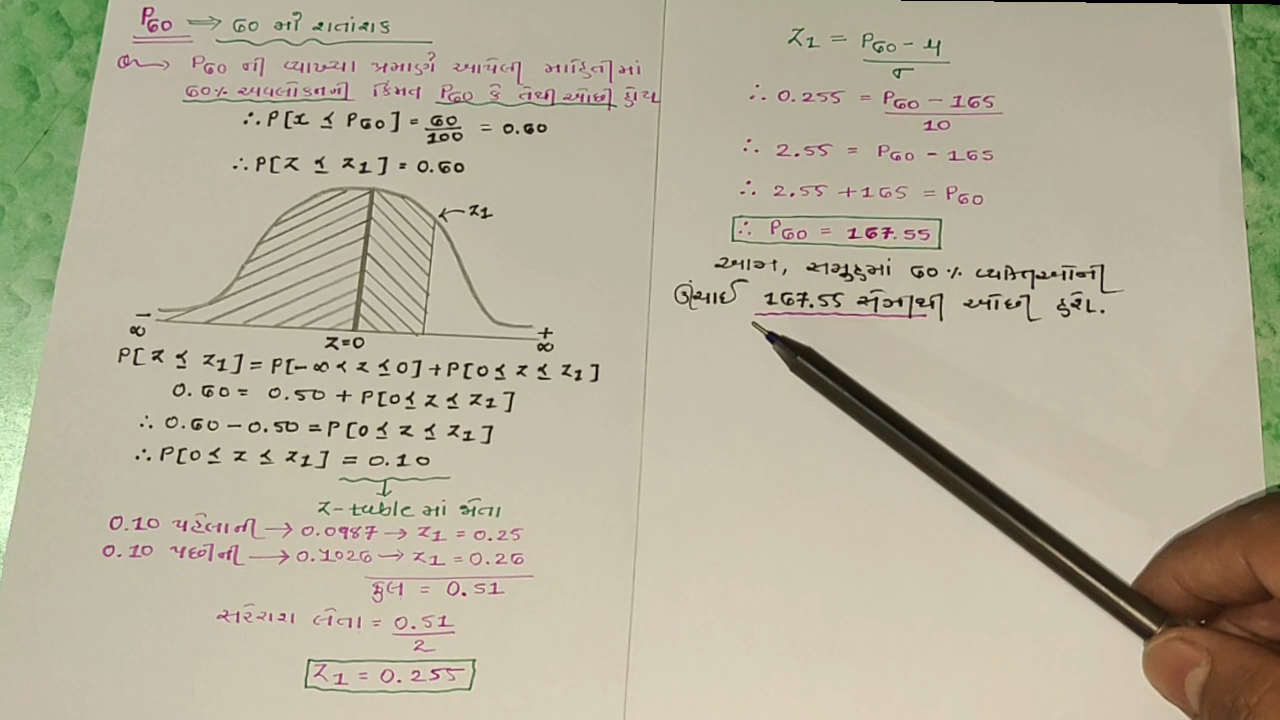 P60 ⟹ 60 મો શતાંશક
P60 ની વ્યાખ્યા પ્રમાણે આપેલી માહિતીમાં
60% અવલોકનની કિંમત P60 કે તેથી ઓછી હોય
∴ P[x ≤ P60] = 60/100 = 0.60
∴ P[z ≤ z1] = 0.60
← z1
-∞ z=0 +∞
P[z ≤ z1] = P[-∞ < z ≤ 0] + P[0 ≤ z ≤ z1]
0.60 = 0.50 + P[0 ≤ z ≤ z1]
∴ 0.60 - 0.50 = P[0 ≤ z ≤ z1]
∴ P[0 ≤ z ≤ z1] = 0.10
z-table માં જોતા
0.10 પહેલાની → 0.0987 → z1 = 0.25
0.10 પછીની → 0.1026 → z1 = 0.26
કુલ = 0.51
સરેરાશ લેતા = 0.51/2
z1 = 0.255
z1 = P60 - μ/σ
∴ 0.255 = P60 - 165/10
∴ 2.55 = P60 - 165
∴ 2.55 + 165 = P60
∴ P60 = 167.55
આમ, સમુહમાં 60% વ્યક્તિઓની
ઉંચાઈ 167.55 સેમીથી ઓછી હશે.